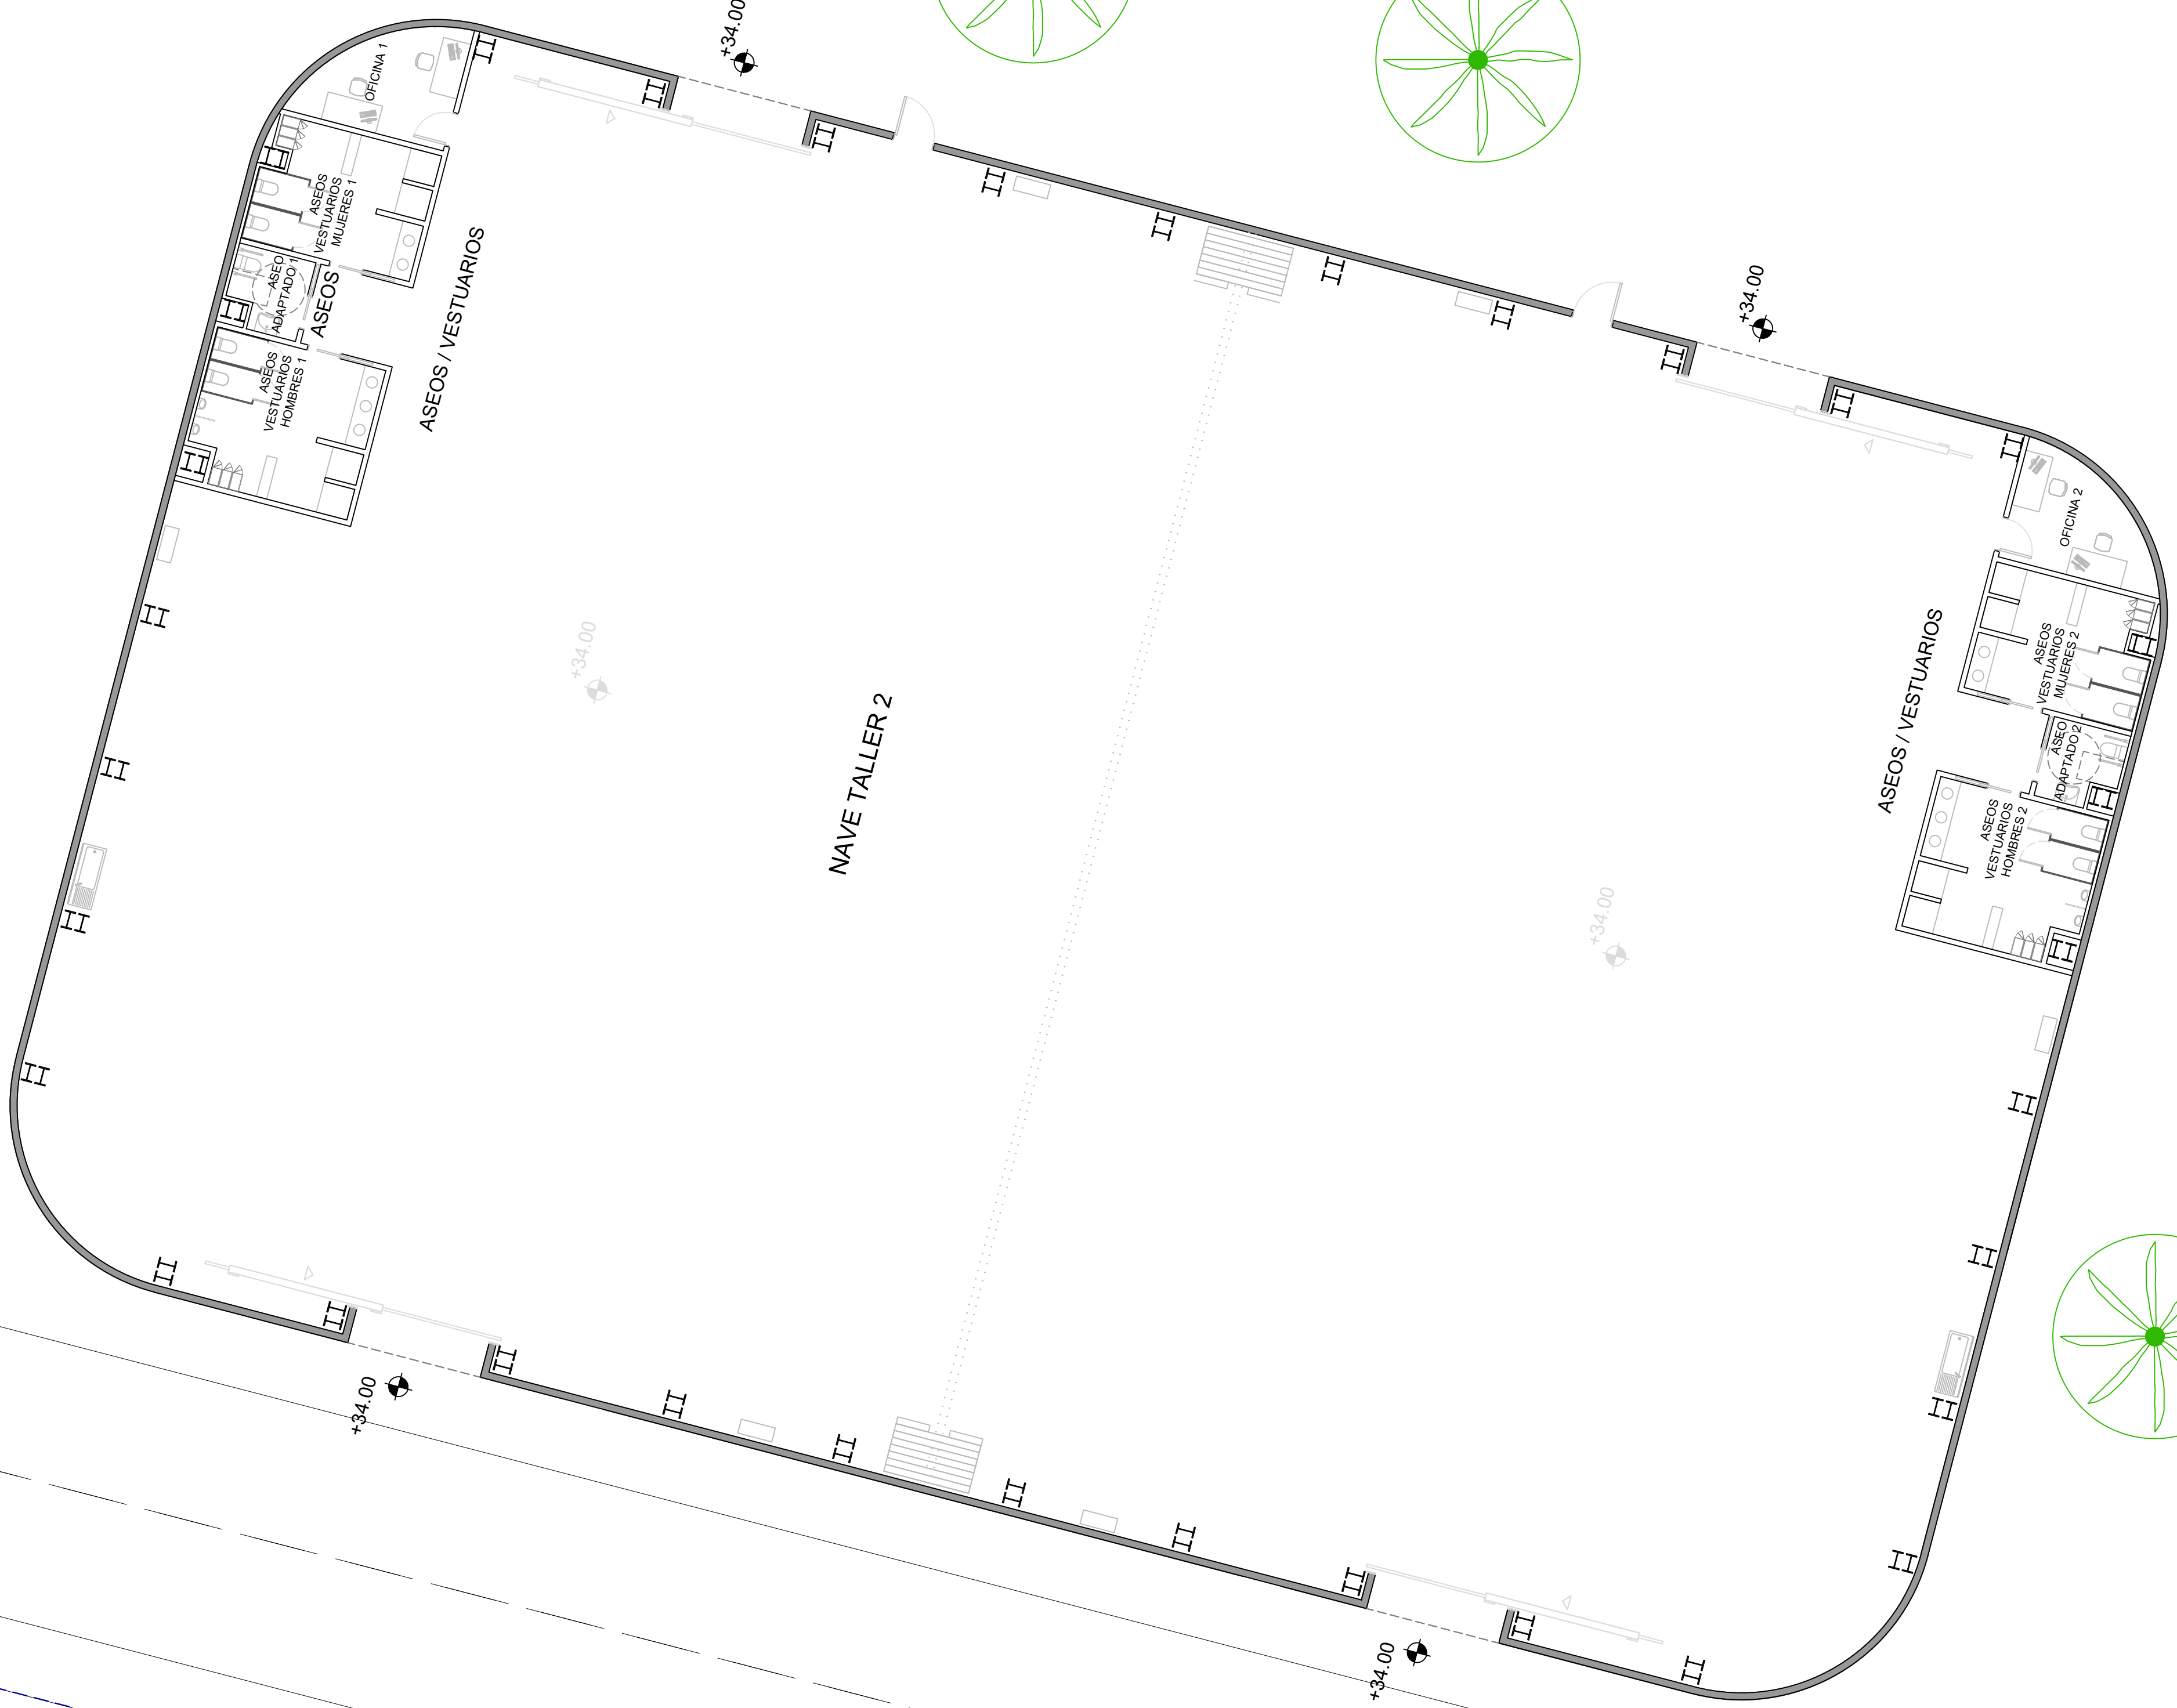 +34.00
OFICINA 1
ASEOS
VESTUARIOS
MUJERES 1
ASEO
ADAPTADO 1
ASEOS
ASEOS / VESTUARIOS
ASEOS
VESTUARIOS
HOMBRES 1
+34.00
+34.00
NAVE TALLER 2
+34.00
OFICINA 2
ASEOS
VESTUARIOS
MUJERES 2
ASEOS / VESTUARIOS
ASEO
ADAPTADO 2
ASEOS
VESTUARIOS
HOMBRES 2
+34.00
+34.00